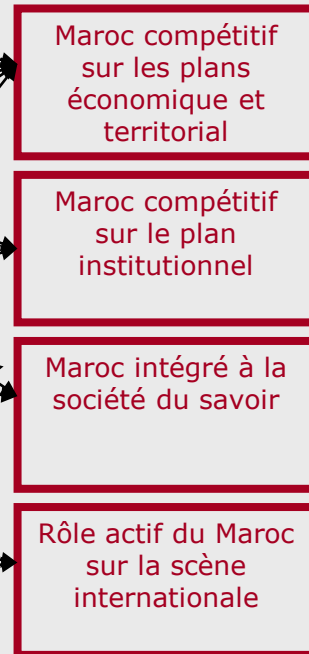 Maroc compétitif
sur les plans
économique et
territorial
Maroc compétitif
sur le plan
institutionnel
Maroc intégré à la
société du savoir
Rôle actif du Maroc
sur la scène
internationale